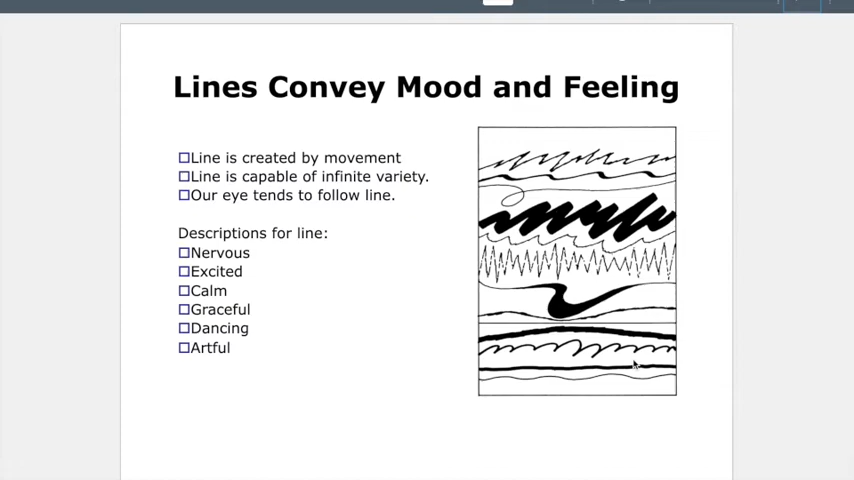 Lines Convey Mood and Feeling
Line is created by movement
Line is capable of infinite variety.
Our eye tends to follow line.
Descriptions for line:
Nervous
Excited
Calm
Graceful
Dancing
Artful